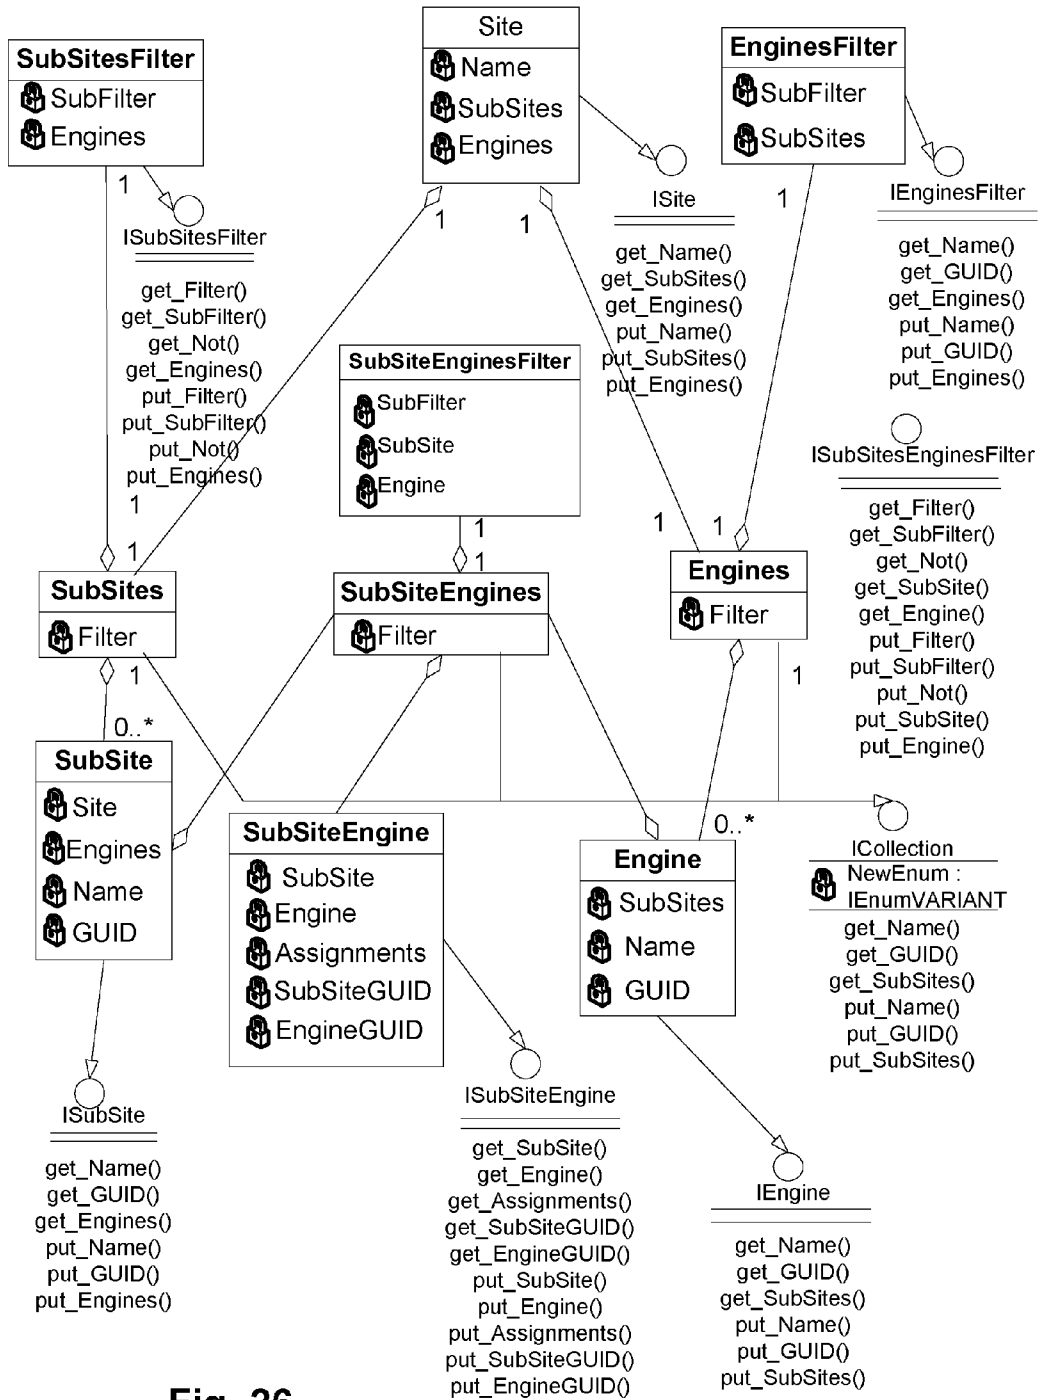 SubSitesFilter
SubFilter
Engines
1
ISubSitesFilter
get_Filter()
get_SubFilter()
get_Not()
get_Engines()
put_Filter()
put_SubFilter()
put_Not()
put_Engines()
1
1
Site
Name
SubSites
Engines
1
1
ISite
get_Name()
get_SubSites()
get_Engines()
put_Name()
put_SubSites()
put_Engines()
EnginesFilter
SubFilter
SubSites
1
IEnginesFilter
get_Name()
get_GUID()
get_Engines()
put_Name()
put_GUID()
put_Engines()
SubSiteEnginesFilter
SubFilter
SubSite
Engine
1
1
ISubSitesEnginesFilter
get_Filter()
get_SubFilter()
get_Not()
get_SubSite()
get_Engine()
put_Filter()
put_SubFilter()
put_Not()
put_SubSite()
put_Engine()
SubSites
Filter
1
0..*
SubSiteEngines
Filter
1
1
Engines
Filter
1
0..*
SubSite
Site
Engines
Name
GUID
SubSiteEngine
SubSite
Engine
Assignments
SubSiteGUID
EngineGUID
Engine
SubSites
Name
GUID
ICollection
NewEnum :
IEnumVARIANT
get_Name()
get_GUID()
get_SubSites()
put_Name()
put_GUID()
put_SubSites()
ISubSite
get_Name()
get_GUID()
get_Engines()
put_Name()
put_GUID()
put_Engines()
ISubSiteEngine
get_SubSite()
get_Engine()
get_Assignments()
get_SubSiteGUID()
get_EngineGUID()
put_SubSite()
put_Engine()
put_Assignments()
put_SubSiteGUID()
put_EngineGUID()
IEngine
get_Name()
get_GUID()
get_SubSites()
put_Name()
put_GUID()
put_SubSites()
Fig. 26